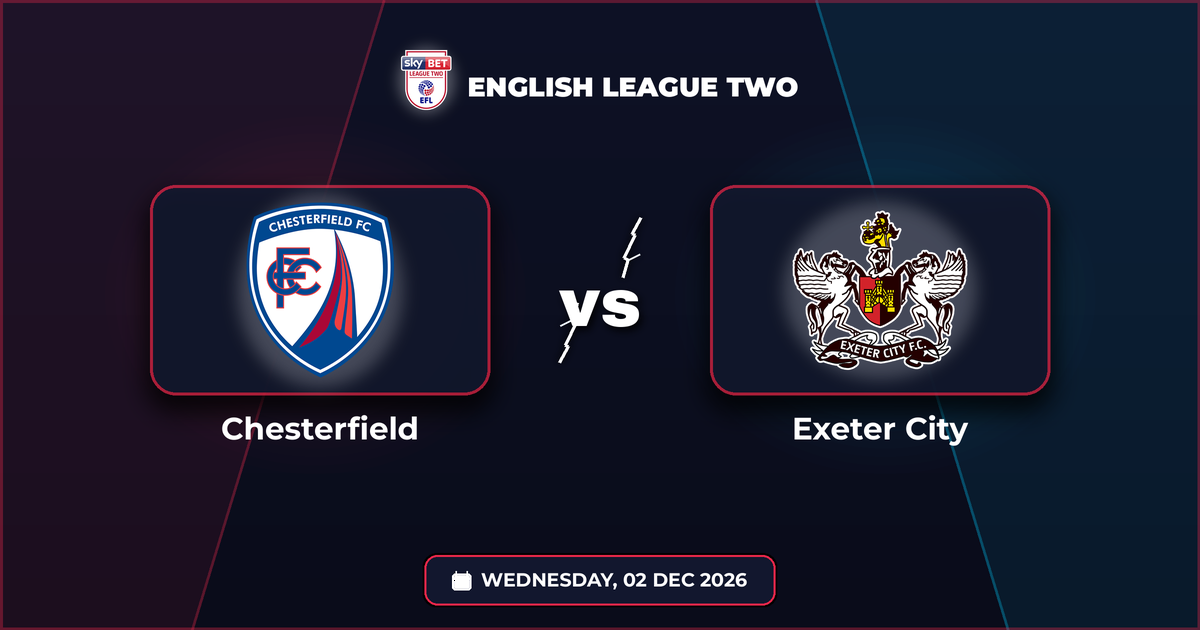 sky BET
LEAGUE TWO
EFL
ENGLISH LEAGUE TWO
CHESTERFIELD FC
CFC
vs
EXETER CITY F.C.
Chesterfield
Exeter City
WEDNESDAY, 02 DEC 2026